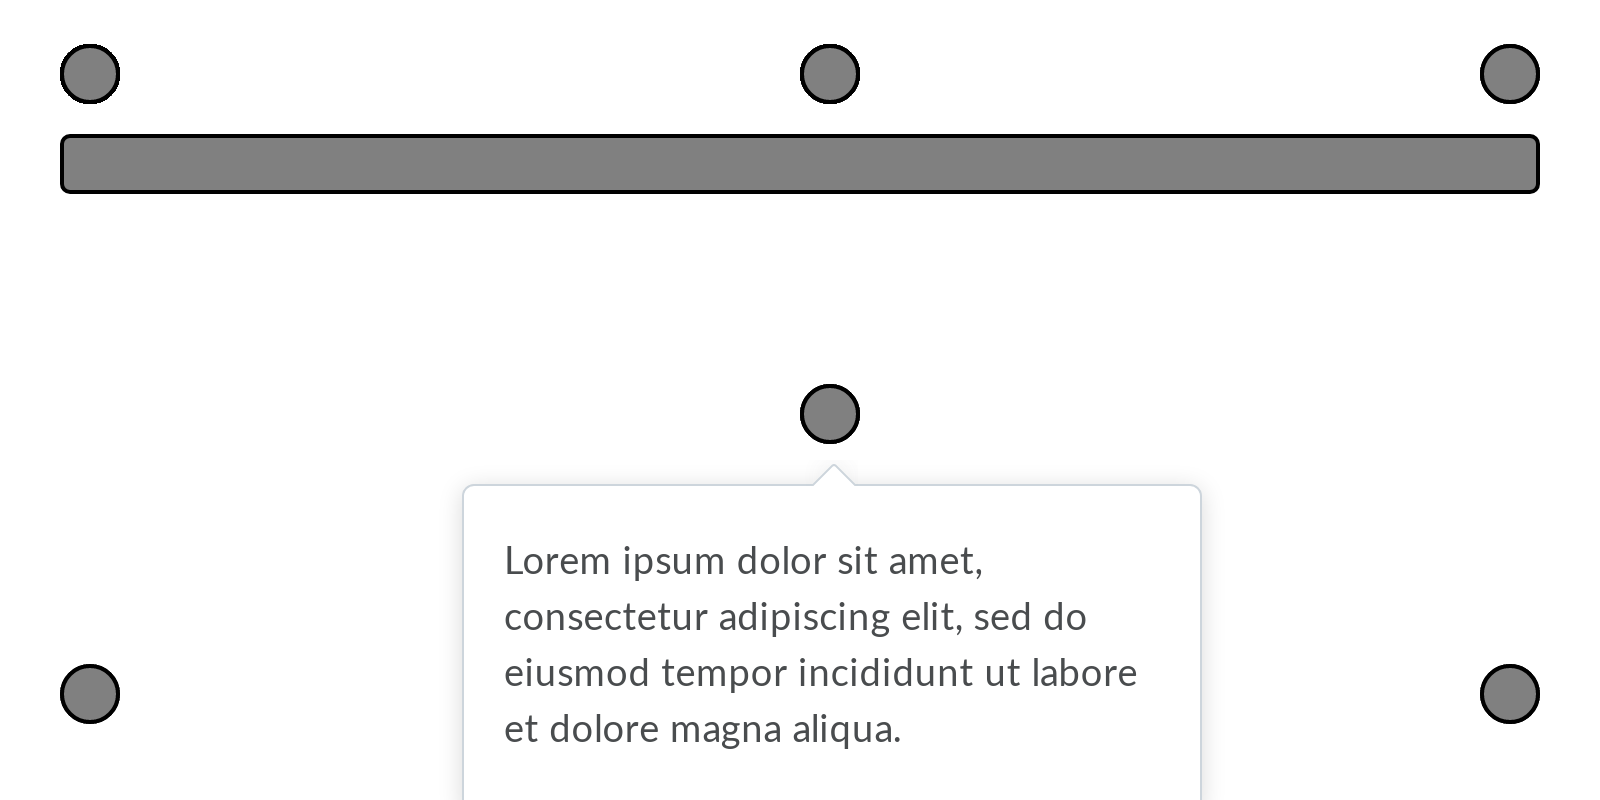 Lorem ipsum dolor sit amet,
consectetur adipiscing elit, sed do
eiusmod tempor incididunt ut labore
et dolore magna aliqua.